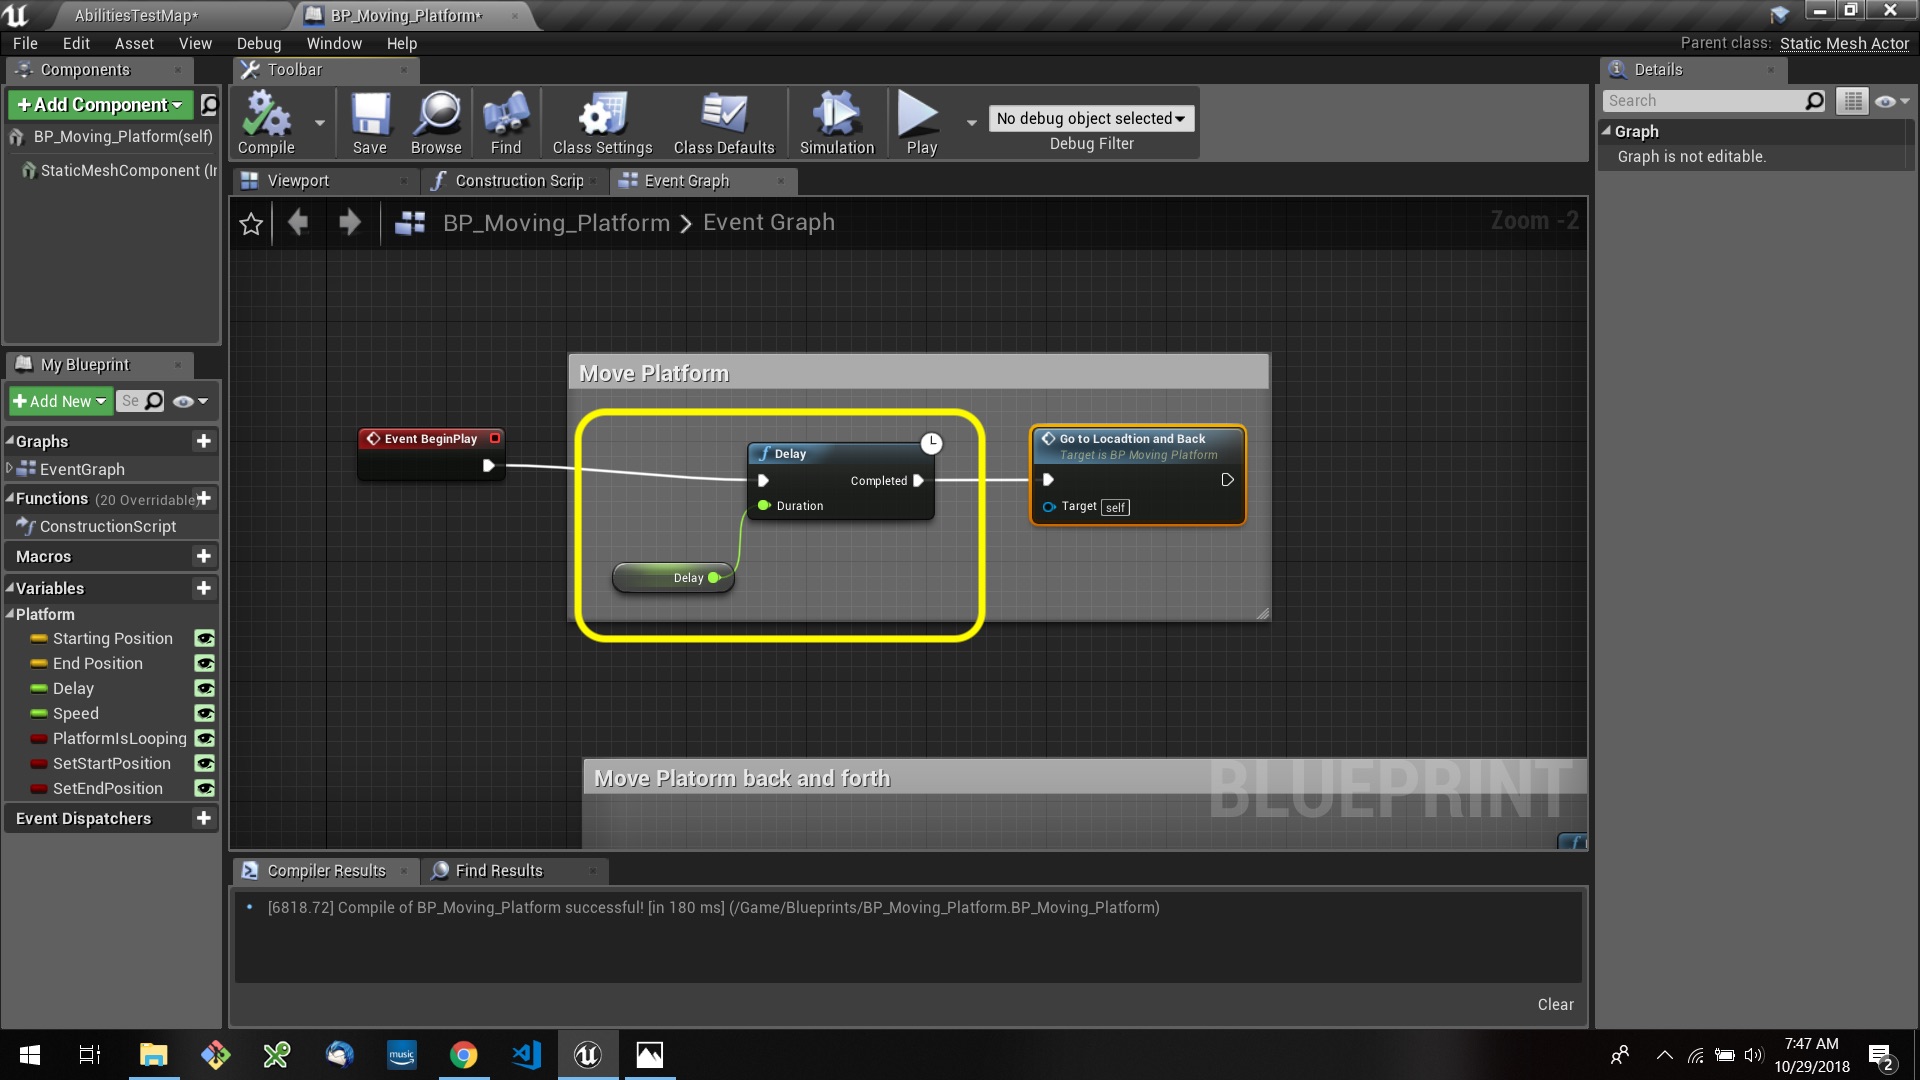 AbilitiesTestMap*
BP_Moving_Platform*
File Edit Asset View Debug Window Help
Parent class: Static Mesh Actor
Components
Toolbar
Details
+Add Component
BP_Moving_Platform(self)
StaticMeshComponent (Ir
Compile
Save
Browse
Find
Class Settings
Class Defaults
Simulation
Play
No debug object selected
Debug Filter
Search
Graph
Graph is not editable.
Viewport
Construction Scrip
Event Graph
BP_Moving_Platform > Event Graph
Zoom -2
My Blueprint
+Add New
Se
Graphs
EventGraph
Functions (20 Overridable)
ConstructionScript
Macros
Variables
Platform
Starting Position
End Position
Delay
Speed
PlatformIsLooping
SetStartPosition
SetEndPosition
Event Dispatchers
Move Platform
Event BeginPlay
Delay
Completed
Duration
Delay
Go to Locadtion and Back
Target is BP Moving Platform
Target self
Move Platorm back and forth
BLUEPRINT
Compiler Results
Find Results
[6818.72] Compile of BP_Moving_Platform successful! [in 180 ms] (/Game/Blueprints/BP_Moving_Platform.BP_Moving_Platform)
Clear
music
7:47 AM
10/29/2018
2